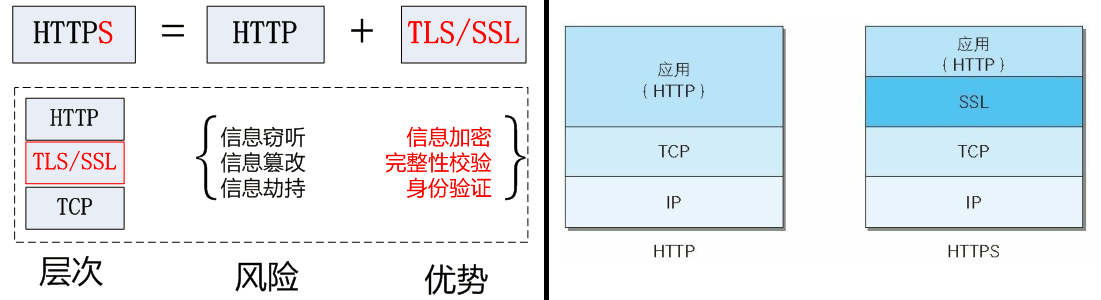 HTTPS = HTTP + TLS/SSL
HTTP
TLS/SSL
TCP
信息窃听
信息篡改
信息劫持
信息加密
完整性校验
身份验证
层次
风险
优势
应用
( HTTP )
TCP
IP
HTTP
应用
( HTTP )
SSL
TCP
IP
HTTPS